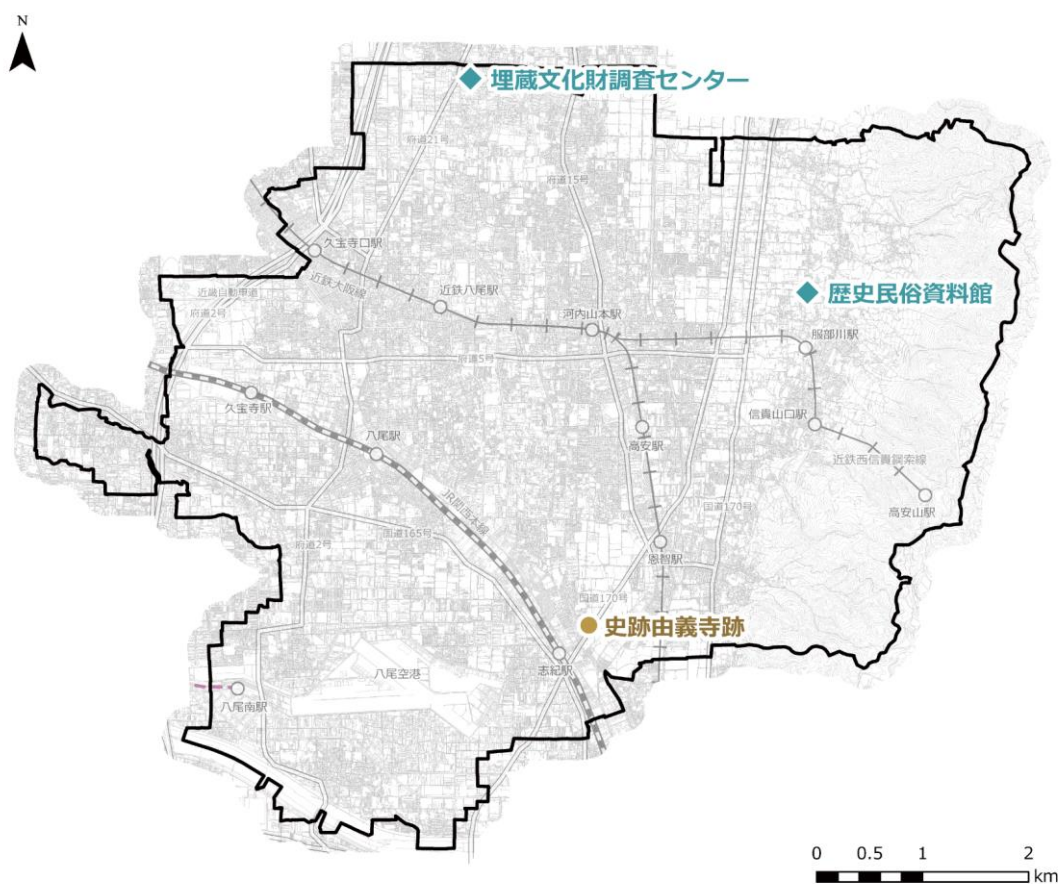 N
埋蔵文化財調査センター
府道21号
府道15号
久宝寺口駅
近鉄大阪線
近鉄八尾駅
近畿自動車道
府道2号
河内山本駅
歴史民俗資料館
服部川駅
府道5号
久宝寺駅
八尾駅
高安駅
信貴山口駅
近鉄西信貴鋼索線
高安山駅
JR関西本線
国道170号
国道165号
府道2号
恩智駅
国道170号
史跡由義寺跡
志紀駅
八尾空港
八尾南駅
0 0.5 1 2
km